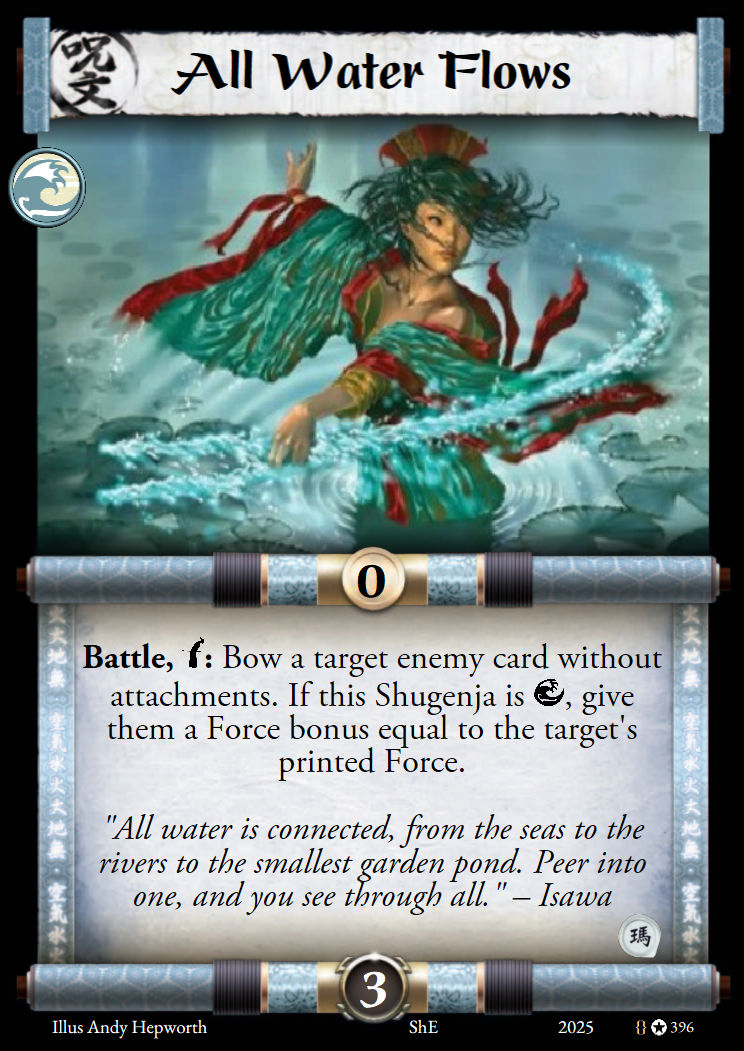 呪文
All Water Flows
0
Battle, : Bow a target enemy card without
attachments. If this Shugenja is , give
them a Force bonus equal to the target's
printed Force.
"All water is connected, from the seas to the
rivers to the smallest garden pond. Peer into
one, and you see through all." – Isawa
瑪
3
Illus Andy Hepworth ShE 2025 {} 396